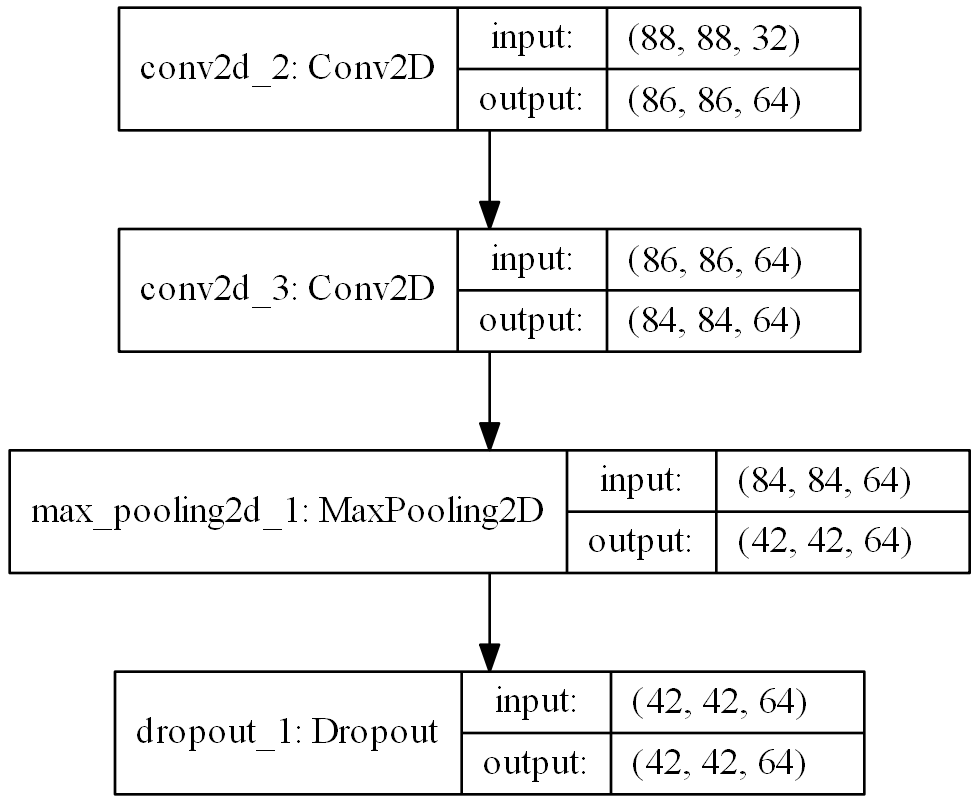 conv2d_2: Conv2D
input: (88, 88, 32)
output: (86, 86, 64)
conv2d_3: Conv2D
input: (86, 86, 64)
output: (84, 84, 64)
max_pooling2d_1: MaxPooling2D
input: (84, 84, 64)
output: (42, 42, 64)
dropout_1: Dropout
input: (42, 42, 64)
output: (42, 42, 64)